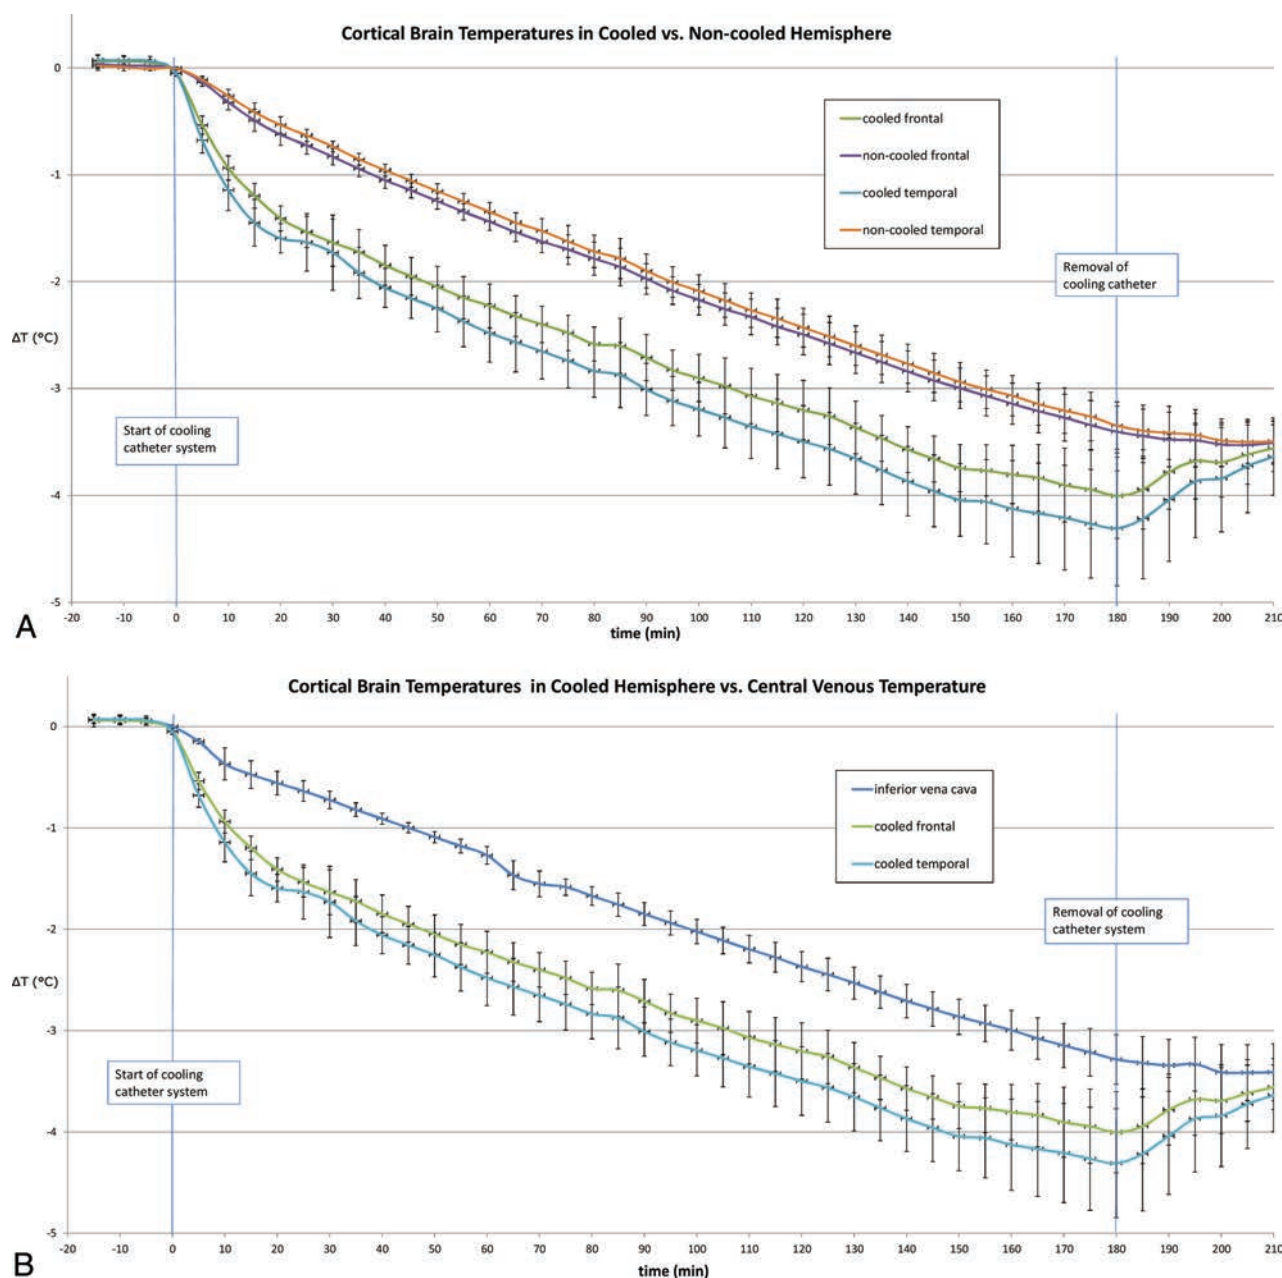 Cortical Brain Temperatures in Cooled vs. Non-cooled Hemisphere
0
-1
-2
-3
-4
-5
ΔT (°C)
cooled frontal
non-cooled frontal
cooled temporal
non-cooled temporal
Removal of
cooling catheter
Start of cooling
catheter system
-20 -10 0 10 20 30 40 50 60 70 80 90 100 110 120 130 140 150 160 170 180 190 200 210
time (min)
A
Cortical Brain Temperatures in Cooled Hemisphere vs. Central Venous Temperature
0
-1
-2
-3
-4
-5
ΔT (°C)
inferior vena cava
cooled frontal
cooled temporal
Removal of cooling
catheter system
Start of cooling
catheter system
-20 -10 0 10 20 30 40 50 60 70 80 90 100 110 120 130 140 150 160 170 180 190 200 210
time (min)
B